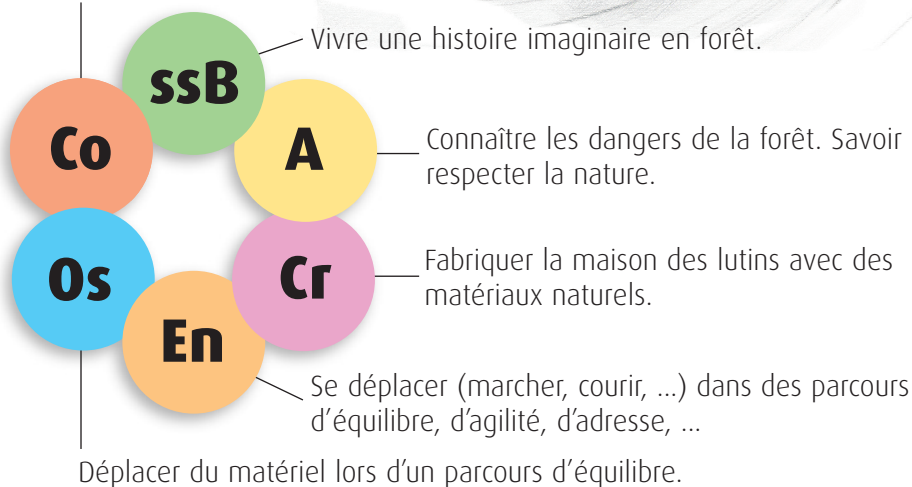 ssB
Vivre une histoire imaginaire en forêt.
Co
A
Connaître les dangers de la forêt. Savoir
respecter la nature.
Os
Cr
Fabriquer la maison des lutins avec des
matériaux naturels.
En
Se déplacer (marcher, courir, ...) dans des parcours
d'équilibre, d'agilité, d'adresse, ...
Déplacer du matériel lors d'un parcours d'équilibre.